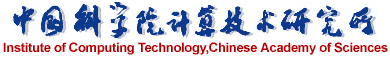 中国科学院计算技术研究所
Institute of Computing Technology,Chinese Academy of Sciences